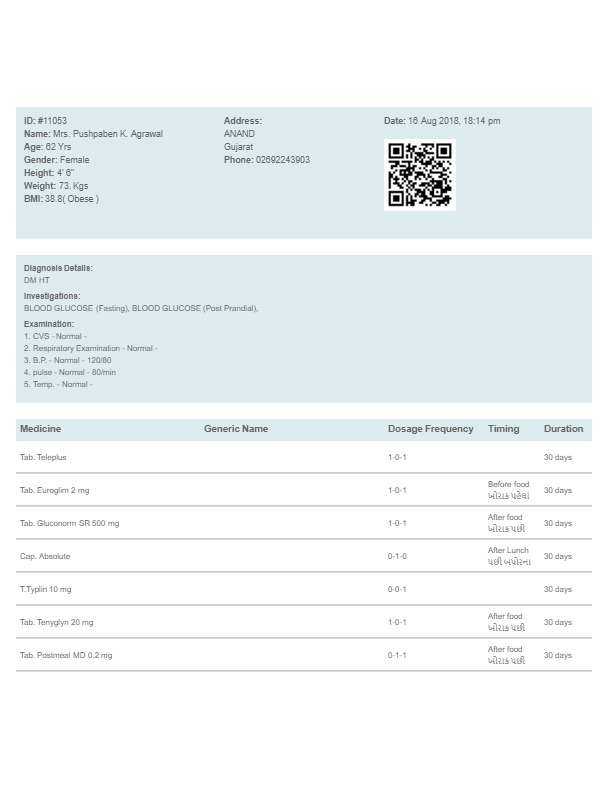 ID: #11053
Name: Mrs. Pushpaben K. Agrawal
Age: 62 Yrs
Gender: Female
Height: 4' 6"
Weight: 73. Kgs
BMI: 38.8( Obese )
Address:
ANAND
Gujarat
Phone: 02692243903
Date: 16 Aug 2018, 18:14 pm
Diagnosis Details:
DM HT
Investigations:
BLOOD GLUCOSE (Fasting), BLOOD GLUCOSE (Post Prandial),
Examination:
1. CVS - Normal -
2. Respiratory Examination - Normal -
3. B.P. - Normal - 120/80
4. pulse - Normal - 80/min
5. Temp. - Normal -
Medicine Generic Name Dosage Frequency Timing Duration
Tab. Teleplus 1-0-1 30 days
Tab. Euroglim 2 mg 1-0-1 Before food 30 days
ખોરાક પહેલાં
Tab. Gluconorm SR 500 mg 1-0-1 After food 30 days
ખોરાક પછી
Cap. Absolute 0-1-0 After Lunch 30 days
પછી બપોરના
T.Typlin 10 mg 0-0-1 30 days
Tab. Tenyglyn 20 mg 1-0-1 After food 30 days
ખોરાક પછી
Tab. Postmeal MD 0.2 mg 0-1-1 After food 30 days
ખોરાક પછી